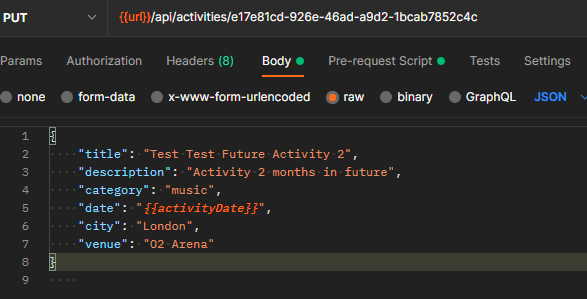 PUT {{url}}/api/activities/e17e81cd-926e-46ad-a9d2-1bcab7852c4c
Params Authorization Headers (8) Body Pre-request Script Tests Settings
none form-data x-www-form-urlencoded raw binary GraphQL JSON
1 {
2 "title": "Test Test Future Activity 2",
3 "description": "Activity 2 months in future",
4 "category": "music",
5 "date": "{{activityDate}}",
6 "city": "London",
7 "venue": "O2 Arena"
8 }
9